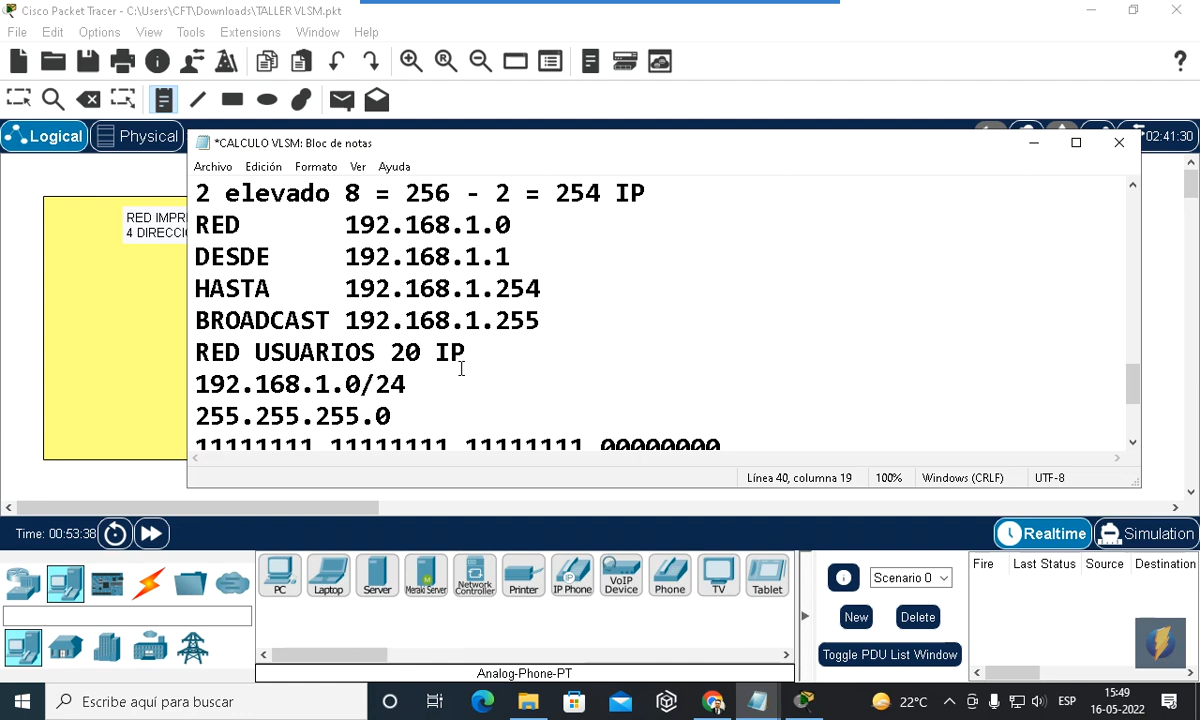 Cisco Packet Tracer - C:\Users\CFT\Downloads\TALLER VLSM.pkt
File Edit Options View Tools Extensions Window Help
Logical Physical 02:41:30
*CALCULO VLSM: Bloc de notas
Archivo Edición Formato Ver Ayuda
RED IMPRE
4 DIRECCIO
2 elevado 8 = 256 - 2 = 254 IP
RED 192.168.1.0
DESDE 192.168.1.1
HASTA 192.168.1.254
BROADCAST 192.168.1.255
RED USUARIOS 20 IP
192.168.1.0/24
255.255.255.0
11111111.11111111.11111111.00000000
Línea 40, columna 19 100% Windows (CRLF) UTF-8
Time: 00:53:38 Realtime Simulation
PC Laptop Server Meraki Server Network Controller Printer IP Phone VoIP Device Phone TV Tablet
Scenario 0
New Delete
Toggle PDU List Window
Fire Last Status Source Destination
Analog-Phone-PT
Escribe aquí para buscar
22°C ESP
15:49
16-05-2022